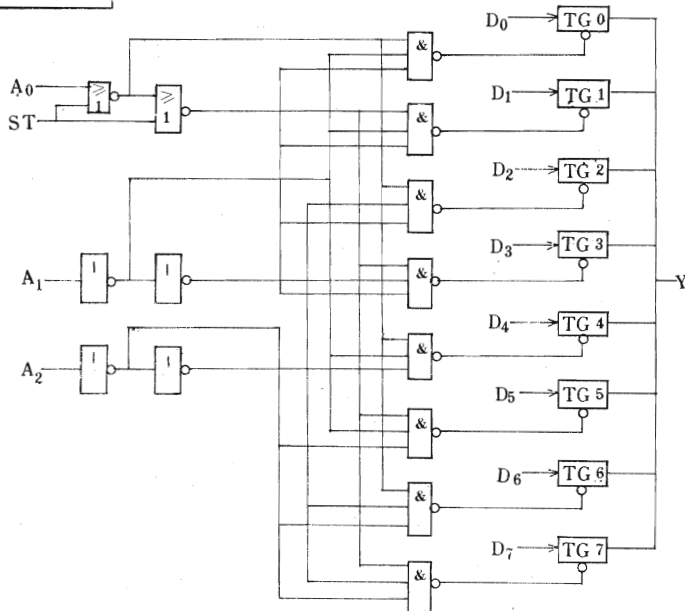 D0 TG 0
& 
A0 ≥1 ≥1
ST
D1 TG 1
&
D2 TG 2
&
D3 TG 3
&
A1 1 1
Y
D4 TG 4
&
A2 1 1
D5 TG 5
&
D6 TG 6
&
D7 TG 7
&